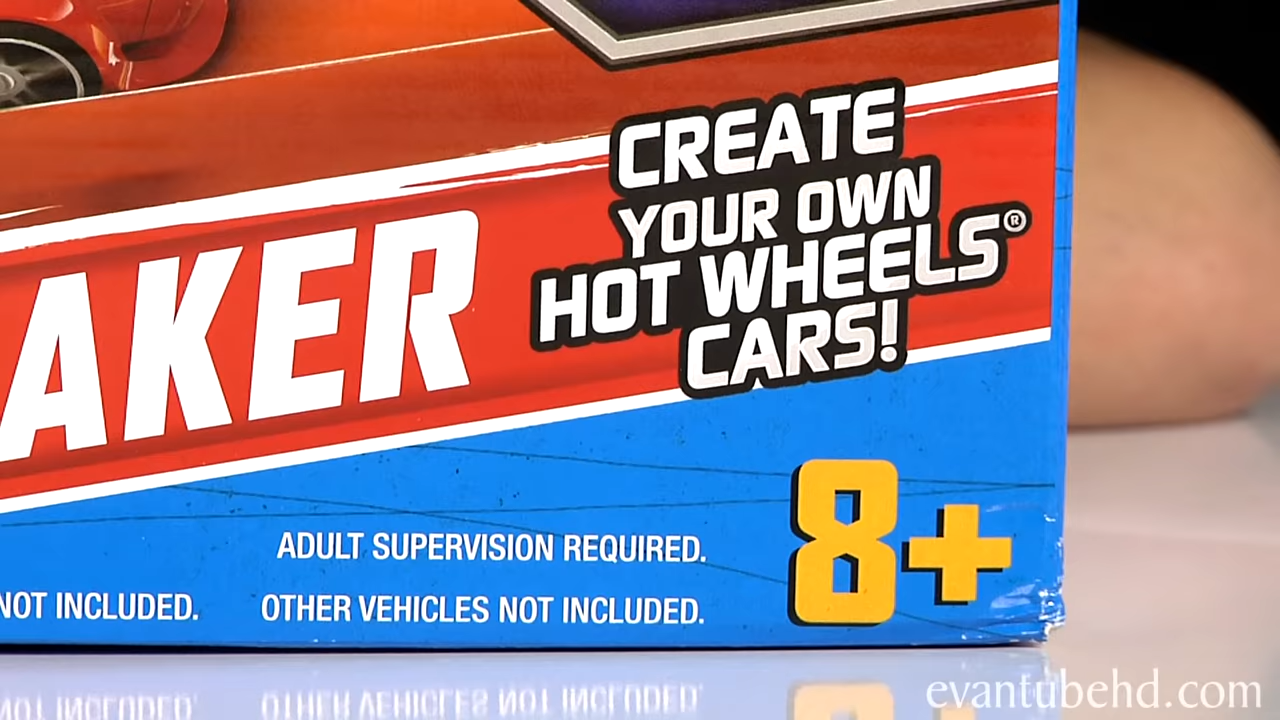 CREATE
YOUR OWN
HOT WHEELS®
CARS!
AKER
8+
ADULT SUPERVISION REQUIRED.
NOT INCLUDED.
OTHER VEHICLES NOT INCLUDED.
evantubehd.com